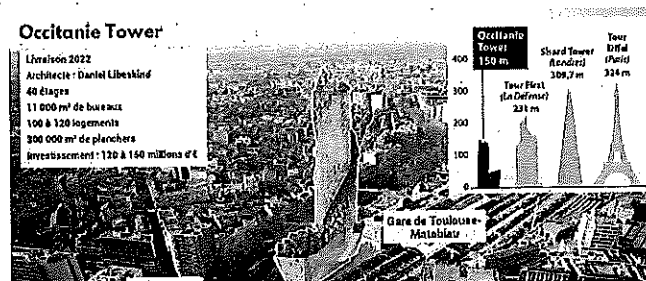 Occitanie Tower
Livraison 2022
Architecte : Daniel Libeskind
40 étages
11 000 m² de bureaux
100 à 120 logements
300 000 m² de planchers
Investissement : 120 à 150 millions d'€
Occitanie
Tower
150 m
Tour First
(La Défense)
231 m
Shard Tower
(Londres)
309,7 m
Tour
Eiffel
(Paris)
324 m
400
300
200
100
0
Gare de Toulouse-
Matabiau